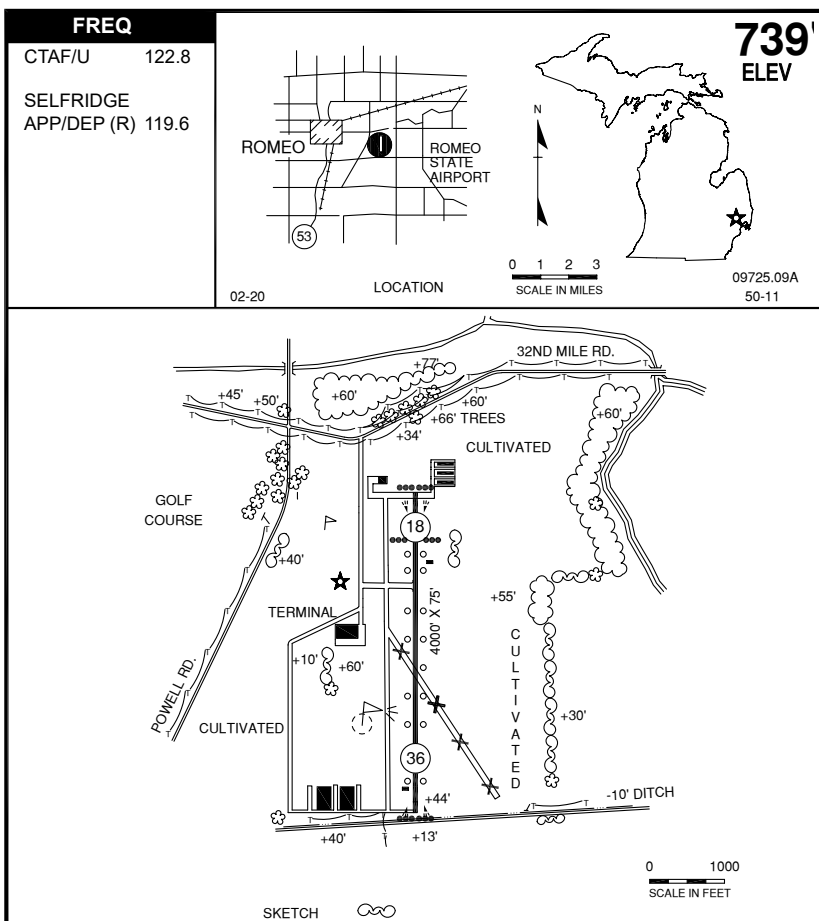 FREQ
CTAF/U 122.8
SELFRIDGE
APP/DEP (R) 119.6
ROMEO
ROMEO
STATE
AIRPORT
53
02-20
LOCATION
N
0 1 2 3
SCALE IN MILES
739'
ELEV
09725.09A
50-11
32ND MILE RD.
+77'
+45'
+50'
+60'
+60'
+66' TREES
+34'
+60'
CULTIVATED
GOLF
COURSE
18
+40'
4000' X 75'
+55'
TERMINAL
+10'
+60'
POWELL RD.
CULTIVATED
CULTIVATED
+30'
36
+44'
-10' DITCH
+40'
+13'
0 1000
SCALE IN FEET
SKETCH